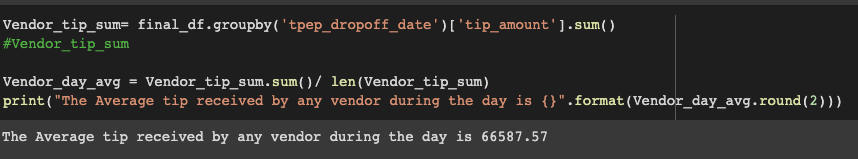 Vendor_tip_sum= final_df.groupby('tpep_dropoff_date')['tip_amount'].sum()
#Vendor_tip_sum
Vendor_day_avg = Vendor_tip_sum.sum()/ len(Vendor_tip_sum)
print("The Average tip received by any vendor during the day is {}".format(Vendor_day_avg.round(2)))
The Average tip received by any vendor during the day is 66587.57